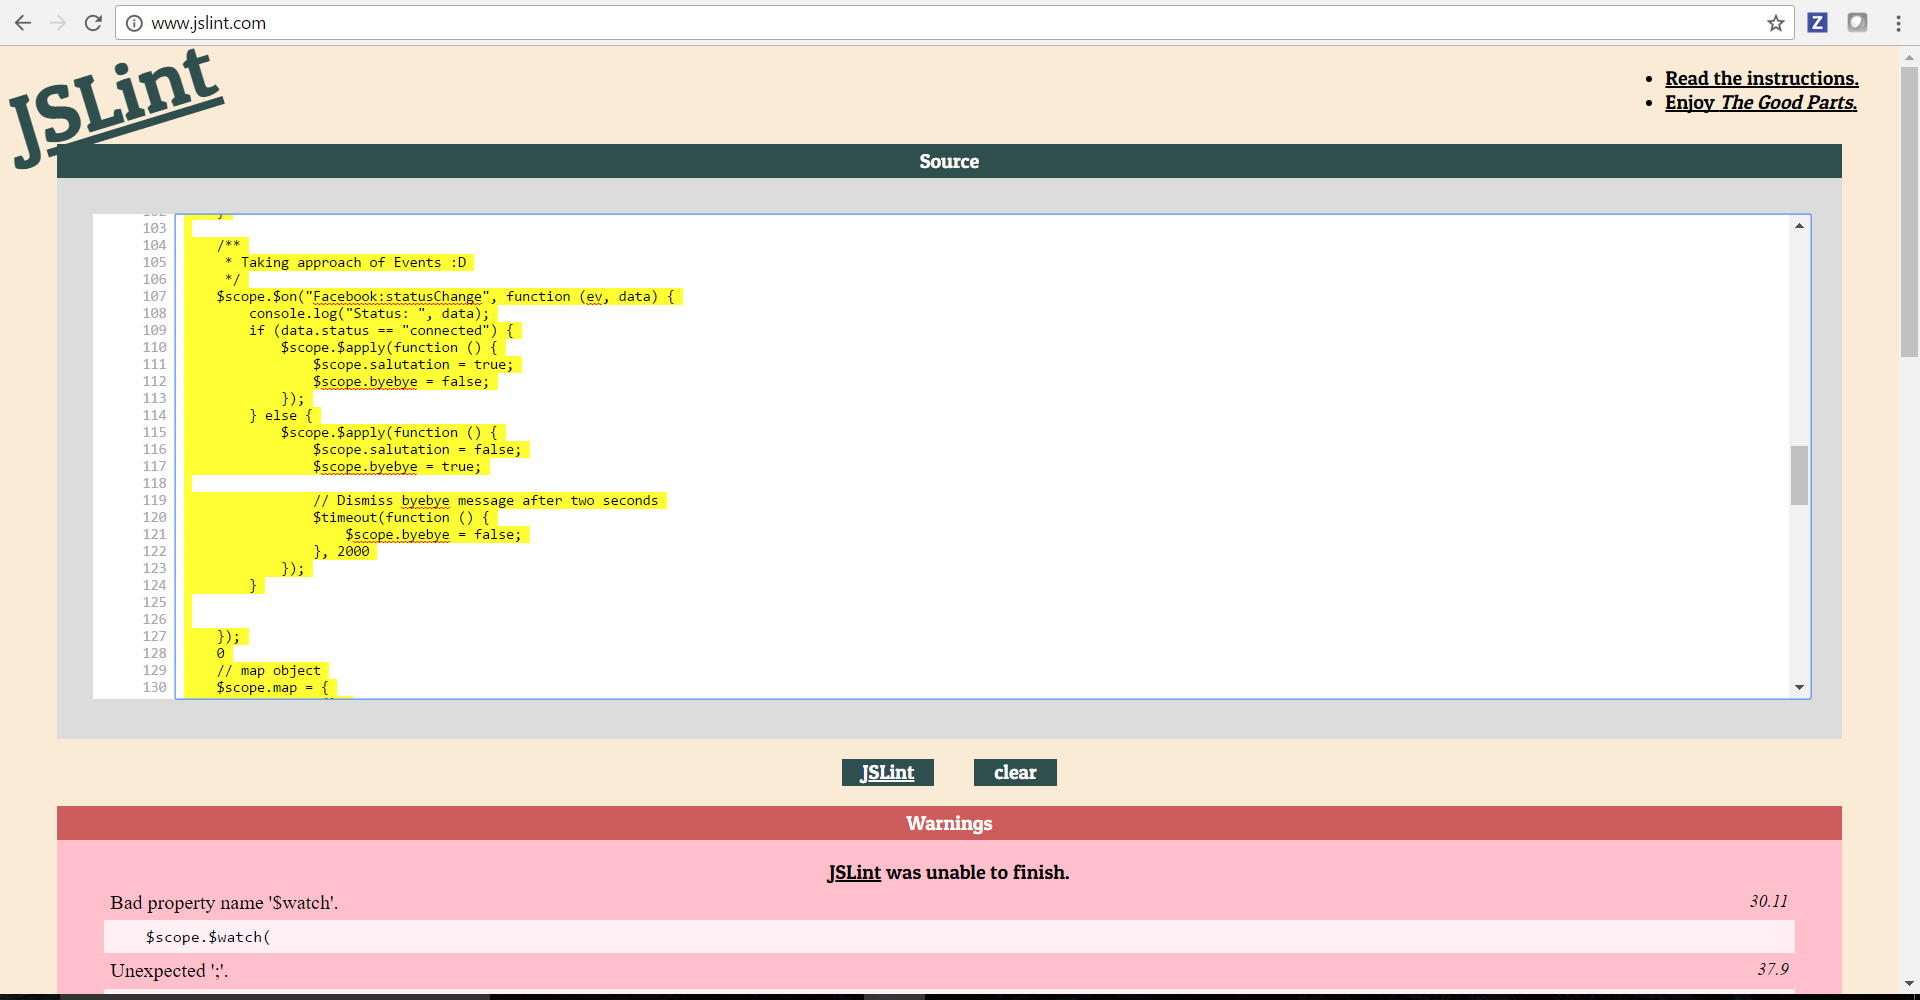 www.jslint.com
JSLint
Read the instructions.
Enjoy The Good Parts.
Source
103
104 /**
105 * Taking approach of Events :D
106 */
107 $scope.$on("Facebook:statusChange", function (ev, data) {
108 console.log("Status: ", data);
109 if (data.status == "connected") {
110 $scope.$apply(function () {
111 $scope.salutation = true;
112 $scope.byebye = false;
113 });
114 } else {
115 $scope.$apply(function () {
116 $scope.salutation = false;
117 $scope.byebye = true;
118
119 // Dismiss byebye message after two seconds
120 $timeout(function () {
121 $scope.byebye = false;
122 }, 2000
123 });
124 }
125
126
127 });
128 0
129 // map object
130 $scope.map = {
JSLint clear
Warnings
JSLint was unable to finish.
Bad property name '$watch'. 30.11
$scope.$watch(
Unexpected ';'. 37.9